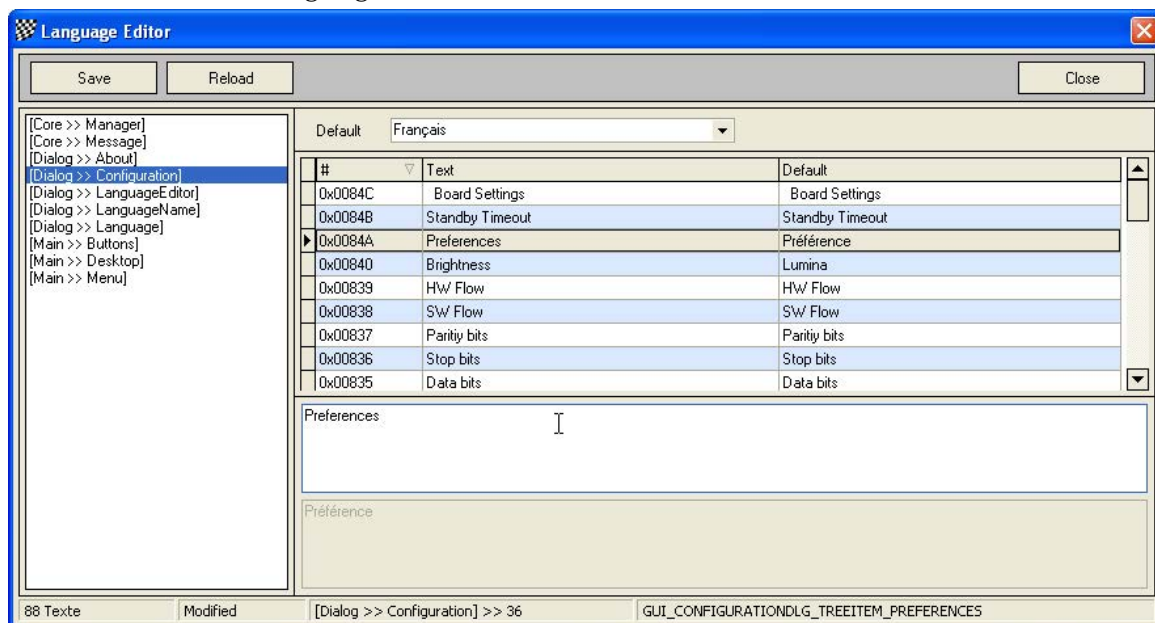 Language Editor
Save Reload Close
[Core >> Manager]
[Core >> Message]
[Dialog >> About]
[Dialog >> Configuration]
[Dialog >> LanguageEditor]
[Dialog >> LanguageName]
[Dialog >> Language]
[Main >> Buttons]
[Main >> Desktop]
[Main >> Menu]
Default Français
# Text Default
0x0084C Board Settings Board Settings
0x0084B Standby Timeout Standby Timeout
0x0084A Preferences Préférence
0x00840 Brightness Lumina
0x00839 HW Flow HW Flow
0x00838 SW Flow SW Flow
0x00837 Paritiy bits Paritiy bits
0x00836 Stop bits Stop bits
0x00835 Data bits Data bits
Preferences
Préférence
88 Texte Modified [Dialog >> Configuration] >> 36 GUI_CONFIGURATIONDLG_TREEITEM_PREFERENCES